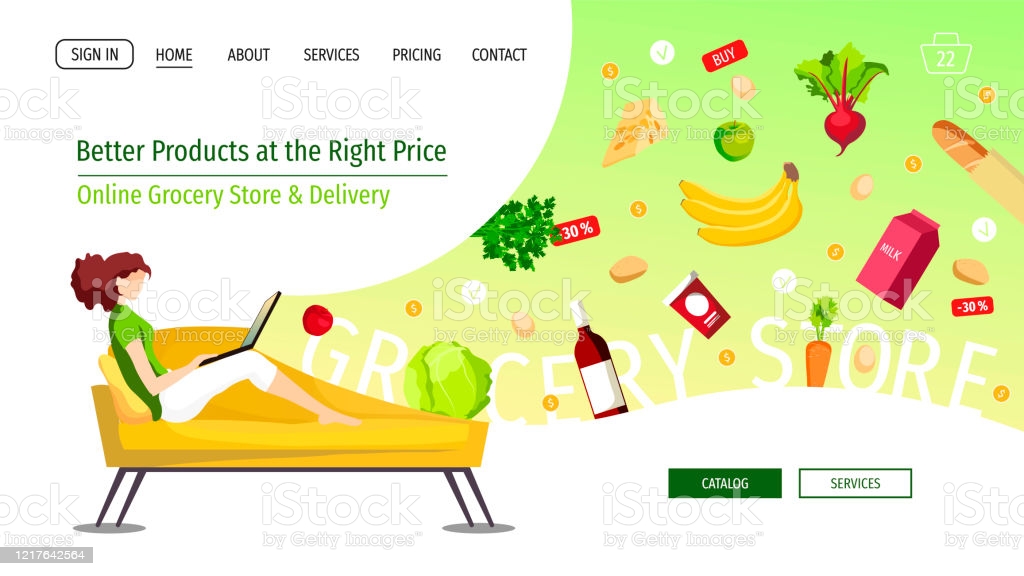 SIGN IN HOME ABOUT SERVICES PRICING CONTACT
22
BUY
Better Products at the Right Price
Online Grocery Store & Delivery
-30 %
MILK
-30 %
GROCERY STORE
CATALOG SERVICES
iStock
by Getty Images™
1217642564